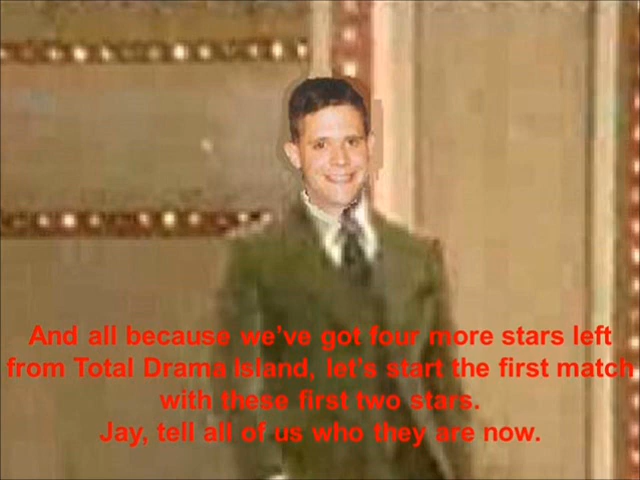 And all because we've got four more stars left
from Total Drama Island, let's start the first match
with these first two stars.
Jay, tell all of us who they are now.